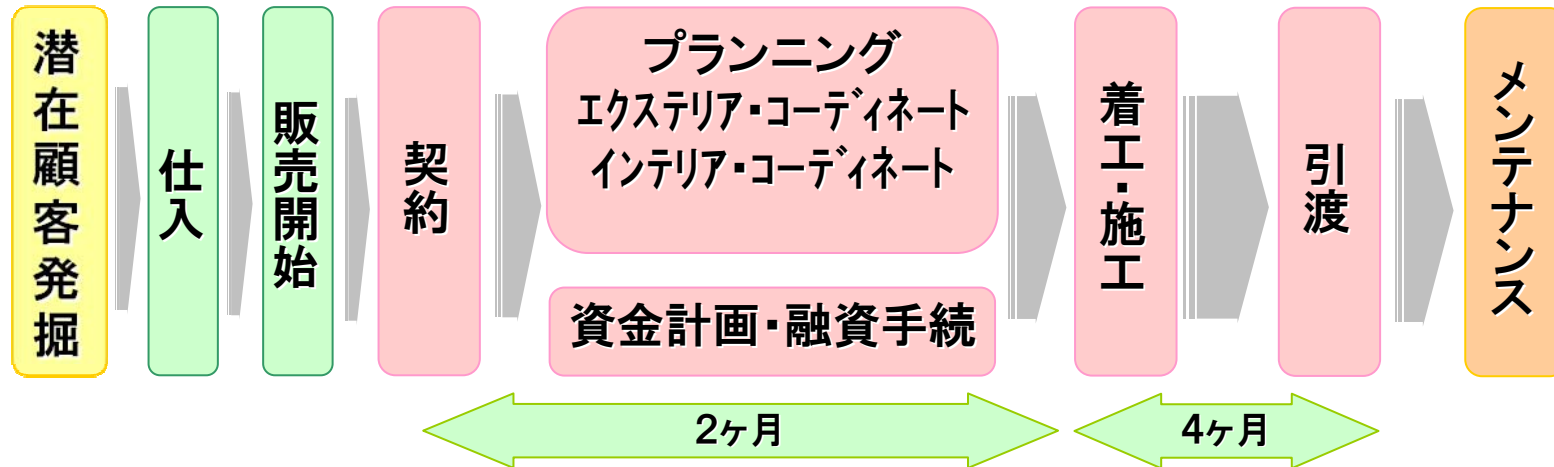 潜在顧客発掘
仕入
販売開始
契約
プランニング
エクステリア・コーディネート
インテリア・コーディネート
資金計画・融資手続
着工・施工
引渡
メンテナンス
2ヶ月
4ヶ月